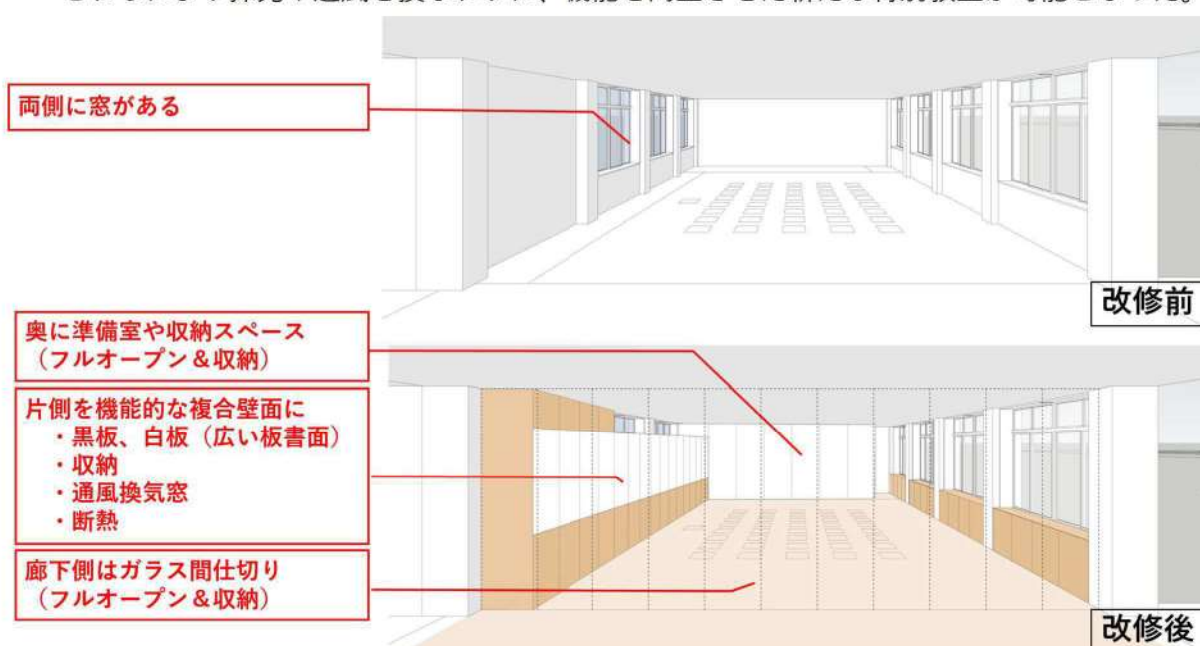 両側に窓がある
改修前
奥に準備室や収納スペース
（フルオープン＆収納）
片側を機能的な複合壁面に
・黒板、白板（広い板書面）
・収納
・通風換気窓
・断熱
廊下側はガラス間仕切り
（フルオープン＆収納）
改修後